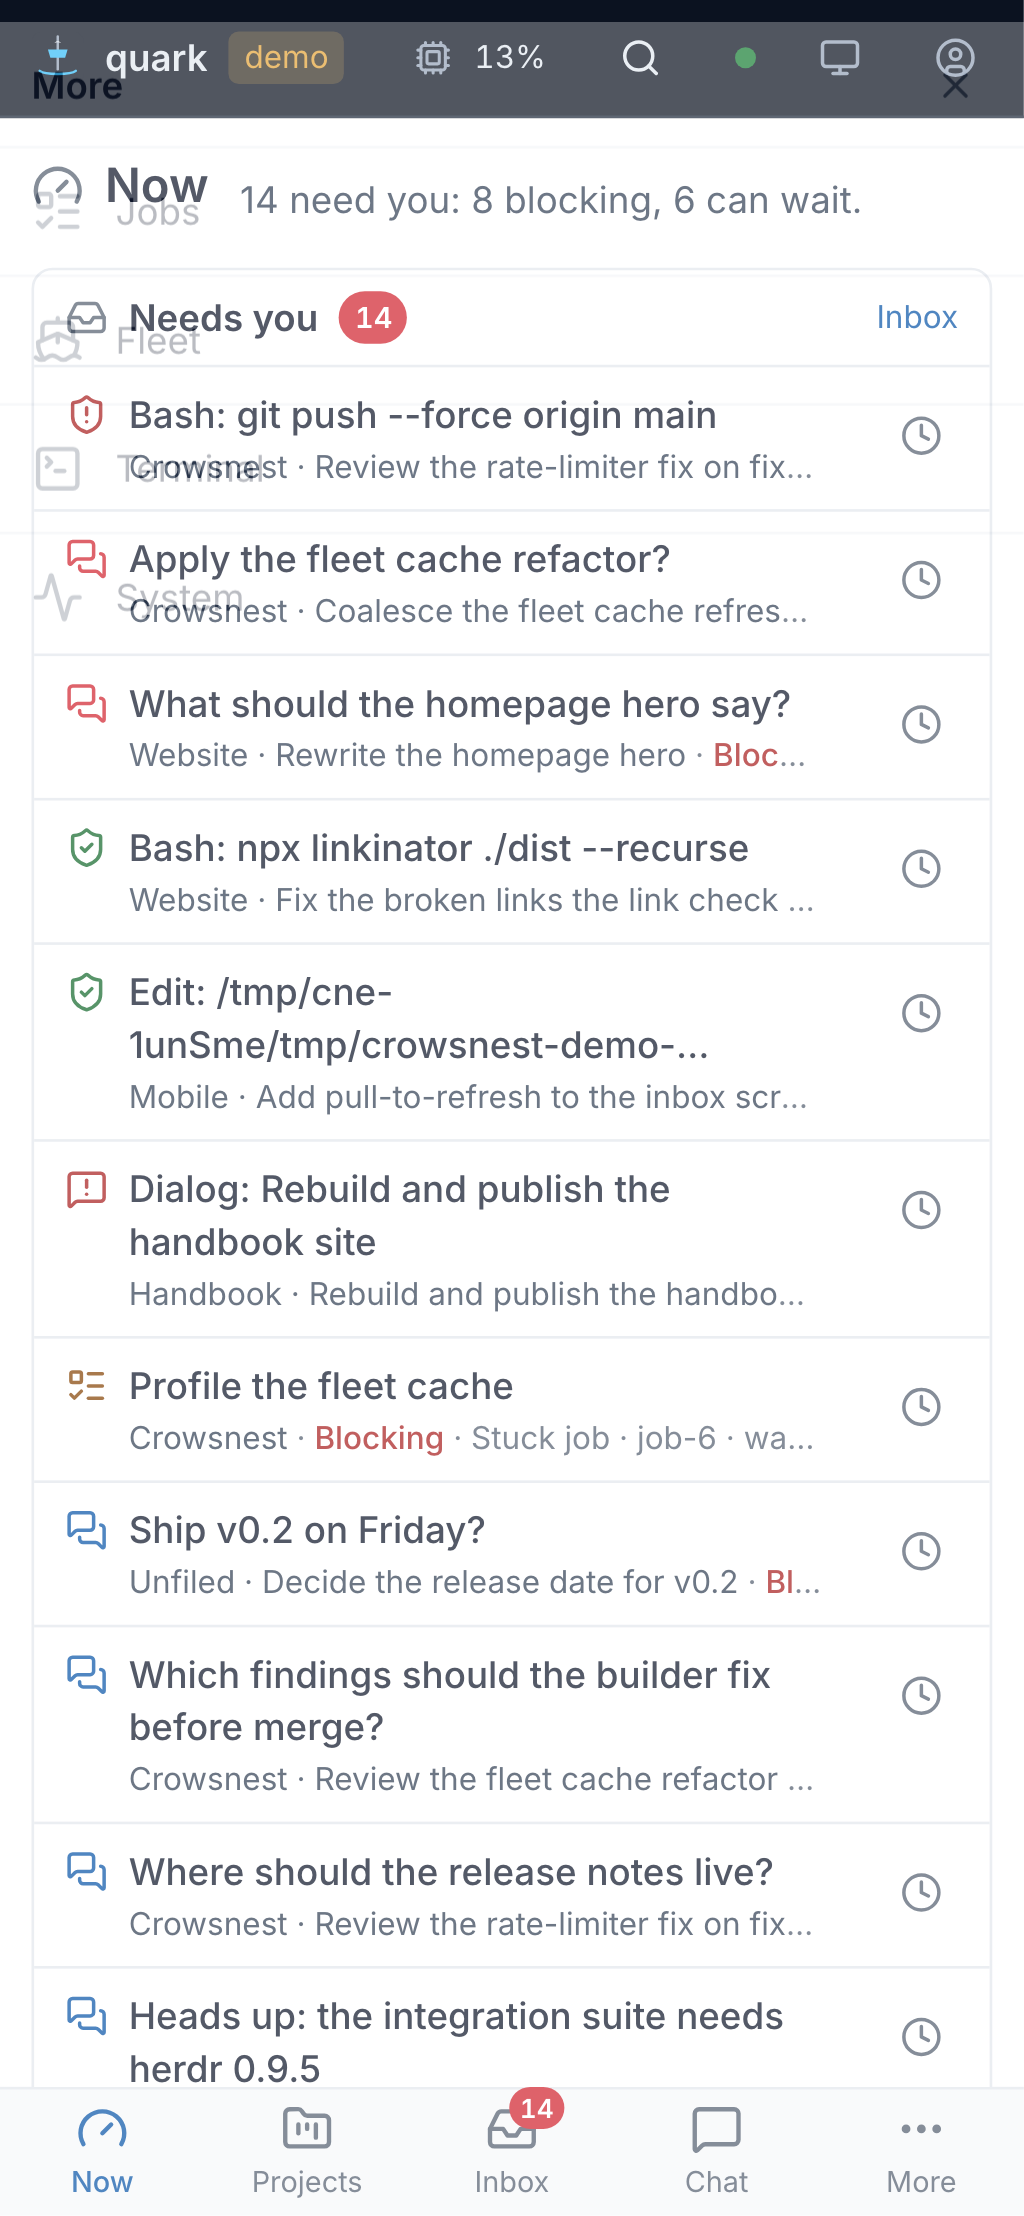 quark demo 13%
More
Now 14 need you: 8 blocking, 6 can wait.
Jobs
Needs you 14 Inbox
Fleet
Bash: git push --force origin main
Crowsnest · Review the rate-limiter fix on fix...
Terminal
Apply the fleet cache refactor?
Crowsnest · Coalesce the fleet cache refres...
System
What should the homepage hero say?
Website · Rewrite the homepage hero · Bloc...
Bash: npx linkinator ./dist --recurse
Website · Fix the broken links the link check ...
Edit: /tmp/cne-
1unSme/tmp/crowsnest-demo-...
Mobile · Add pull-to-refresh to the inbox scr...
Dialog: Rebuild and publish the
handbook site
Handbook · Rebuild and publish the handbo...
Profile the fleet cache
Crowsnest · Blocking · Stuck job · job-6 · wa...
Ship v0.2 on Friday?
Unfiled · Decide the release date for v0.2 · Bl...
Which findings should the builder fix
before merge?
Crowsnest · Review the fleet cache refactor ...
Where should the release notes live?
Crowsnest · Review the rate-limiter fix on fix...
Heads up: the integration suite needs
herdr 0.9.5
14
Now Projects Inbox Chat More